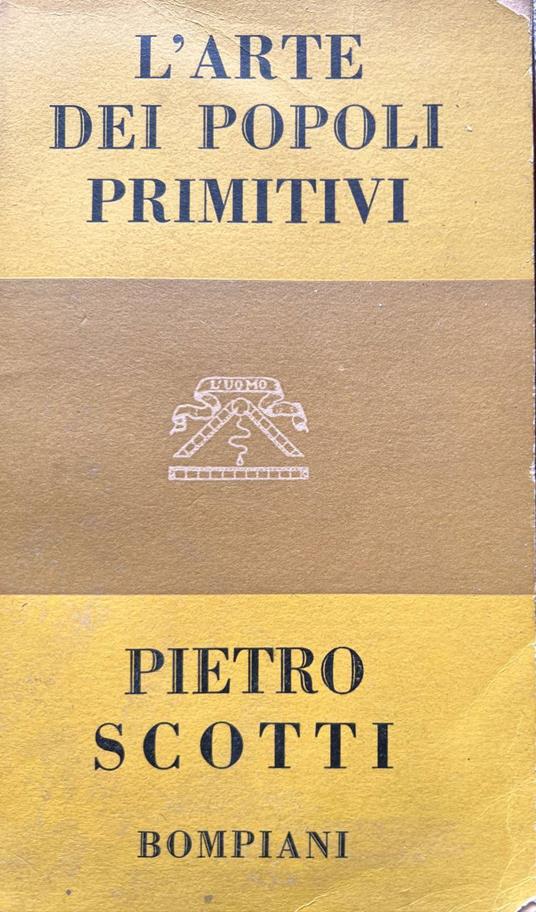 L'ARTE
DEI POPOLI
PRIMITIVI
L'UOMO
PIETRO
SCOTTI
BOMPIANI